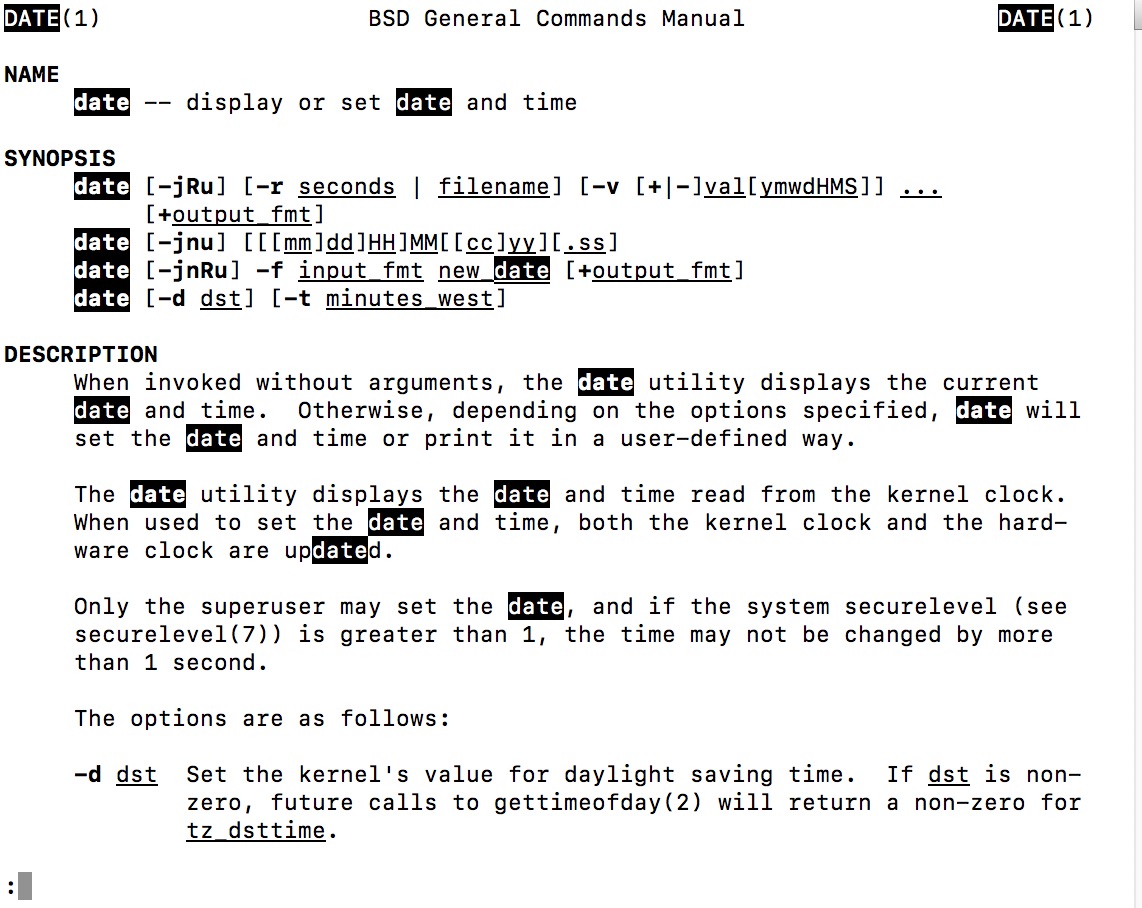 DATE(1)                   BSD General Commands Manual                  DATE(1)
NAME
     date -- display or set date and time
SYNOPSIS
     date [-jRu] [-r seconds | filename] [-v [+|-]val[ymwdHMS]] ...
          [+output_fmt]
     date [-jnu] [[[mm]dd]HH]MM[[cc]yy][.ss]
     date [-jnRu] -f input_fmt new_date [+output_fmt]
     date [-d dst] [-t minutes_west]
DESCRIPTION
     When invoked without arguments, the date utility displays the current
     date and time.  Otherwise, depending on the options specified, date will
     set the date and time or print it in a user-defined way.
     The date utility displays the date and time read from the kernel clock.
     When used to set the date and time, both the kernel clock and the hard-
     ware clock are updated.
     Only the superuser may set the date, and if the system securelevel (see
     securelevel(7)) is greater than 1, the time may not be changed by more
     than 1 second.
     The options are as follows:
     -d dst  Set the kernel's value for daylight saving time.  If dst is non-
             zero, future calls to gettimeofday(2) will return a non-zero for
             tz_dsttime.
: